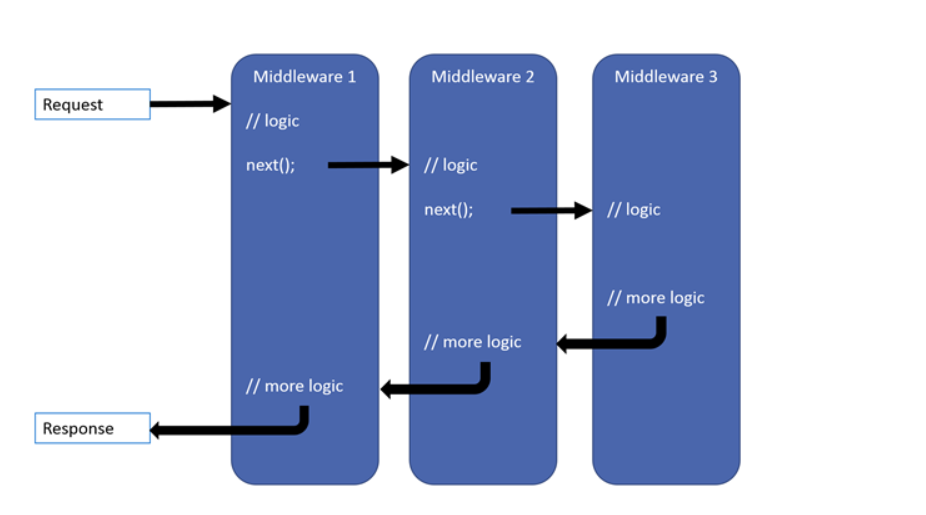 Middleware 1
Middleware 2
Middleware 3
Request
// logic
next();
// logic
next();
// logic
// more logic
// more logic
// more logic
Response